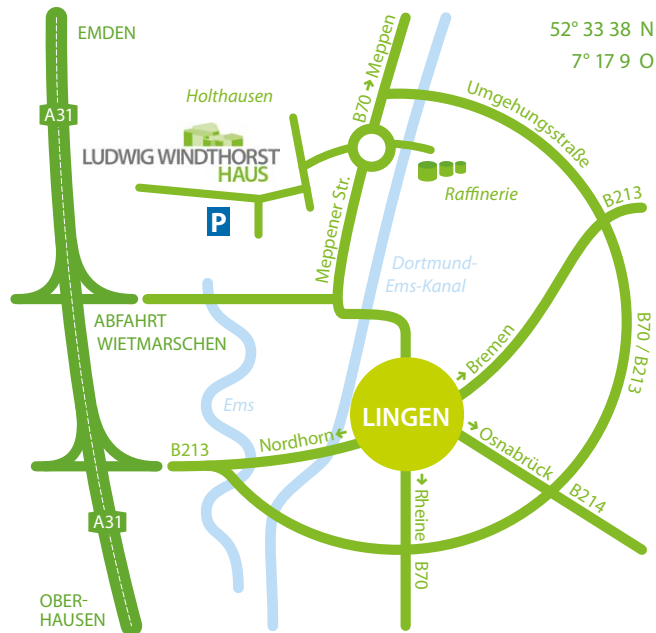 EMDEN
52° 33 38 N
7° 17 9 O
A31
Holthausen
B70 → Meppen
Umgehungsstraße
LUDWIG WINDTHORST
HAUS
Raffinerie
B213
P
Meppener Str.
Dortmund-
Ems-Kanal
ABFAHRT
WIETMARSCHEN
B70 / B213
→ Bremen
Ems
LINGEN
Nordhorn ←
B213
→ Osnabrück
B214
→ Rheine
B70
A31
OBER-
HAUSEN